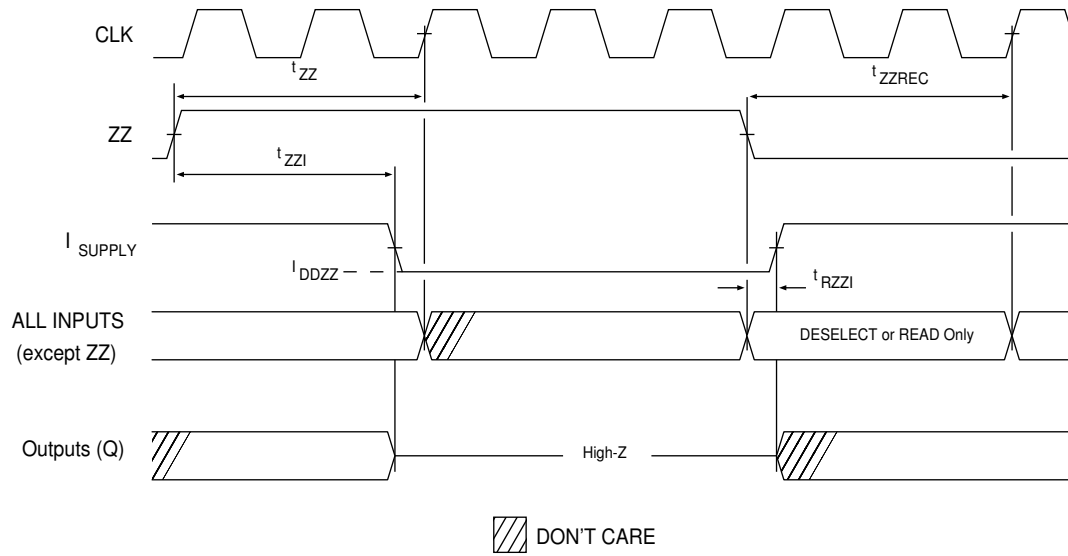 CLK
t ZZ
t ZZREC
ZZ
t ZZI
I SUPPLY
I DDZZ
t RZZI
ALL INPUTS
(except ZZ)
DESELECT or READ Only
Outputs (Q)
High-Z
DON'T CARE